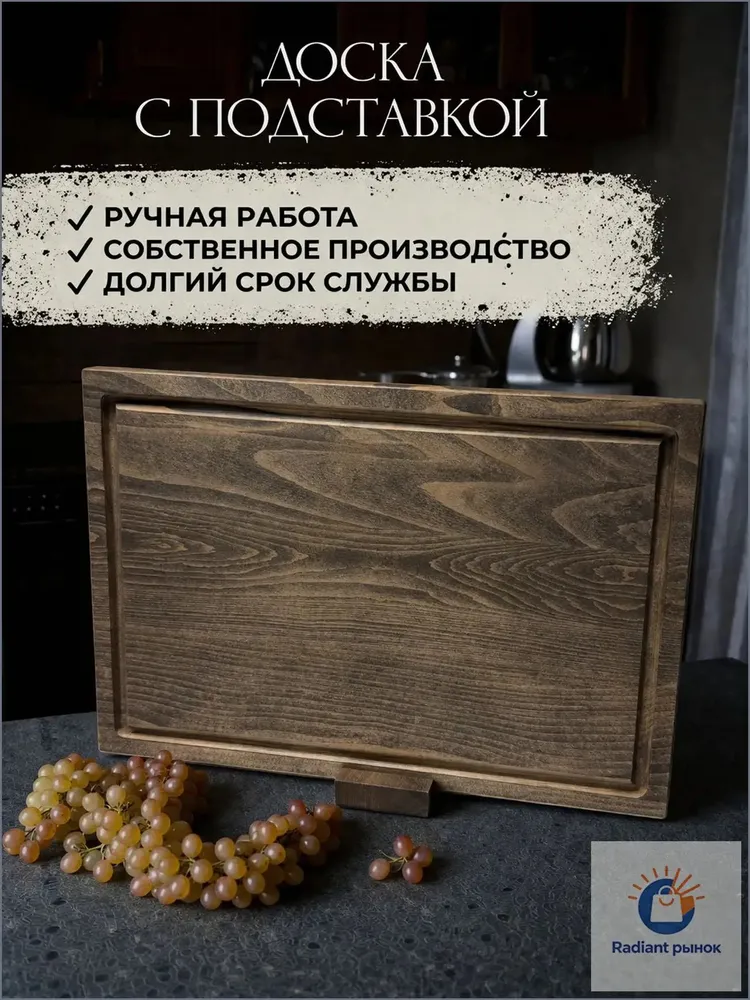 ДОСКА
С ПОДСТАВКОЙ
✓ РУЧНАЯ РАБОТА
✓ СОБСТВЕННОЕ ПРОИЗВОДСТВО
✓ ДОЛГИЙ СРОК СЛУЖБЫ
Radiant рынок